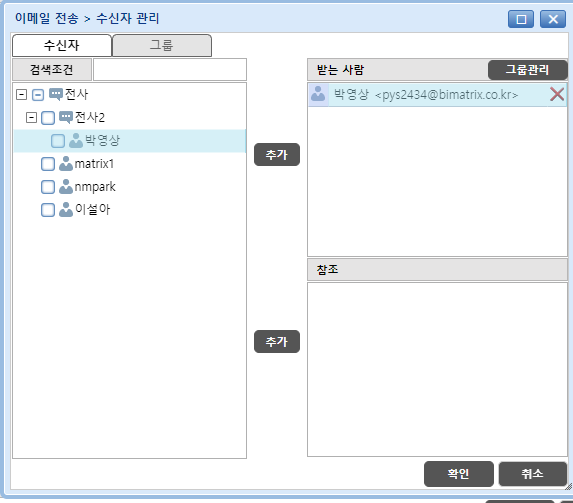 이메일 전송 > 수신자 관리
수신자
그룹
검색조건
전사
전사2
박영상
matrix1
nmpark
이설아
추가
추가
받는 사람
그룹관리
박영상 <pys2434@bimatrix.co.kr>
참조
확인
취소